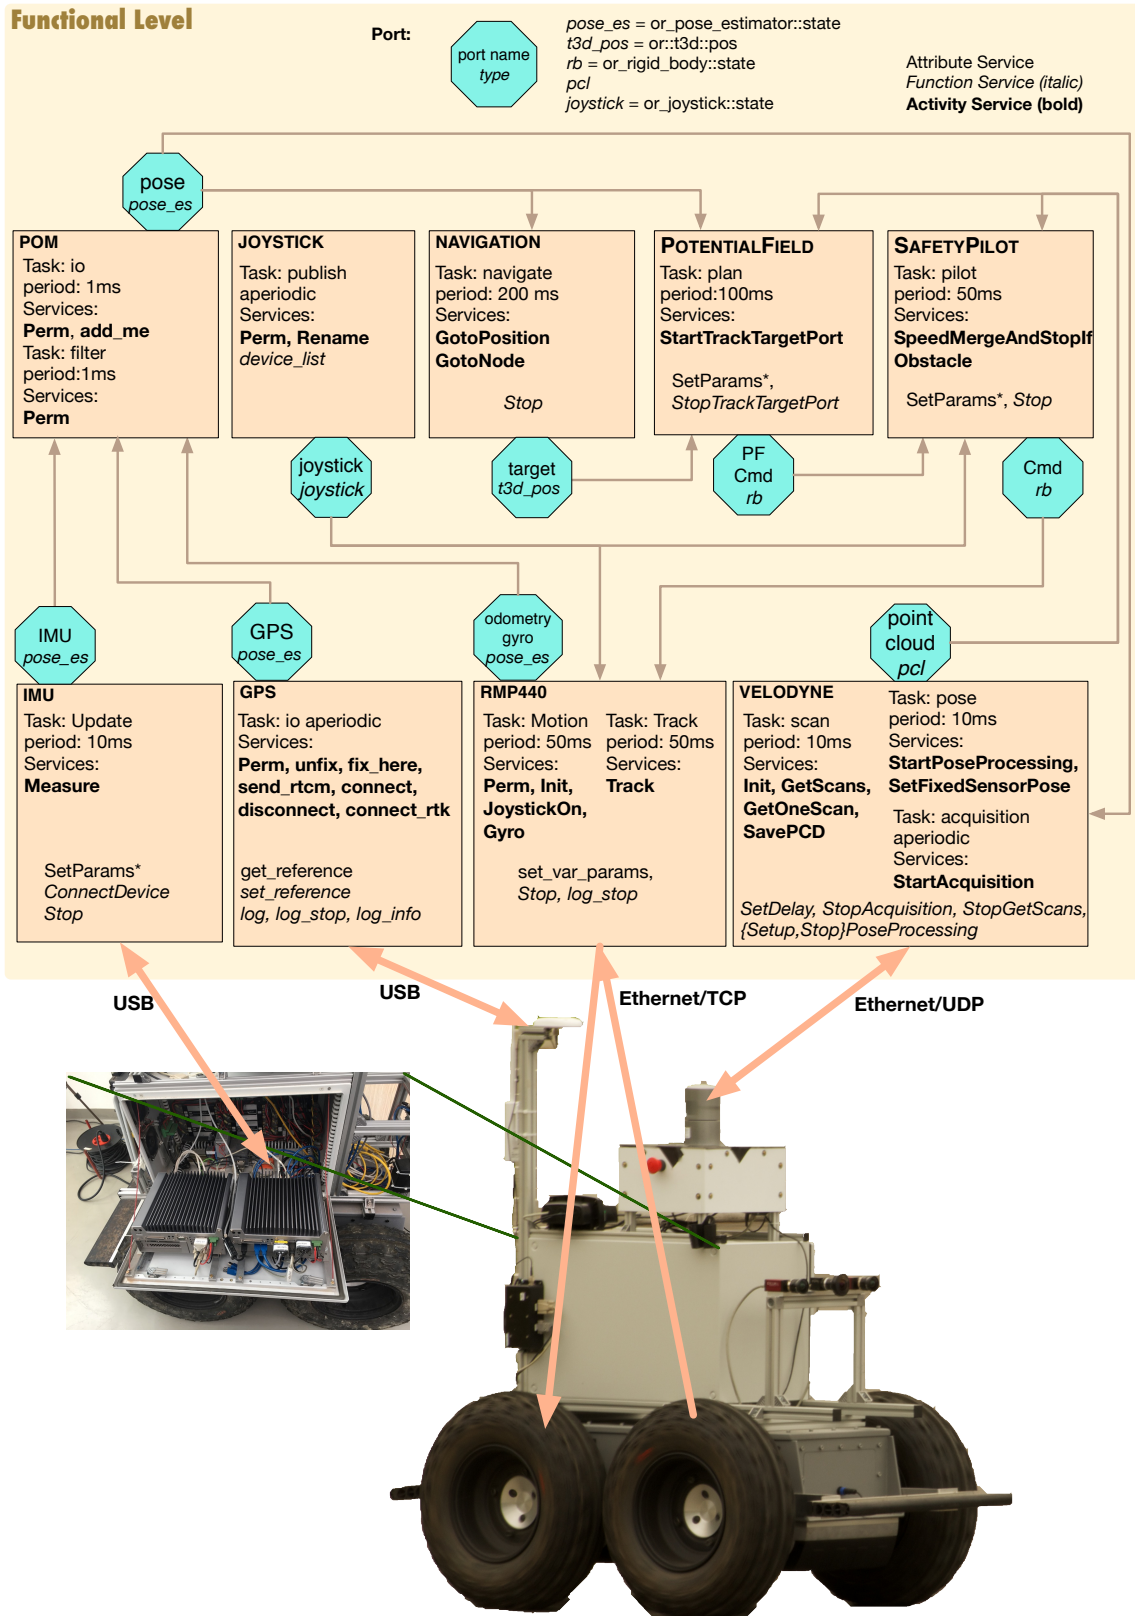 Functional Level
Port:
port name
type
pose_es = or_pose_estimator::state
t3d_pos = or::t3d::pos
rb = or_rigid_body::state
pcl
joystick = or_joystick::state
Attribute Service
Function Service (italic)
Activity Service (bold)
pose
pose_es
POM
Task: io
period: 1ms
Services:
Perm, add_me
Task: filter
period:1ms
Services:
Perm
JOYSTICK
Task: publish
aperiodic
Services:
Perm, Rename
device_list
NAVIGATION
Task: navigate
period: 200 ms
Services:
GotoPosition
GotoNode
Stop
POTENTIALFIELD
Task: plan
period:100ms
Services:
StartTrackTargetPort
SetParams*,
StopTrackTargetPort
SAFETYPILOT
Task: pilot
period: 50ms
Services:
SpeedMergeAndStopIf
Obstacle
SetParams*, Stop
joystick
joystick
target
t3d_pos
PF
Cmd
rb
Cmd
rb
IMU
pose_es
GPS
pose_es
odometry
gyro
pose_es
point
cloud
pcl
IMU
Task: Update
period: 10ms
Services:
Measure
SetParams*
ConnectDevice
Stop
GPS
Task: io aperiodic
Services:
Perm, unfix, fix_here,
send_rtcm, connect,
disconnect, connect_rtk
get_reference
set_reference
log, log_stop, log_info
RMP440
Task: Motion
period: 50ms
Services:
Perm, Init,
JoystickOn,
Gyro
Task: Track
period: 50ms
Services:
Track
set_var_params,
Stop, log_stop
VELODYNE
Task: scan
period: 10ms
Services:
Init, GetScans,
GetOneScan,
SavePCD
Task: pose
period: 10ms
Services:
StartPoseProcessing,
SetFixedSensorPose
Task: acquisition
aperiodic
Services:
StartAcquisition
SetDelay, StopAcquisition, StopGetScans,
{Setup,Stop}PoseProcessing
USB
USB
Ethernet/TCP
Ethernet/UDP